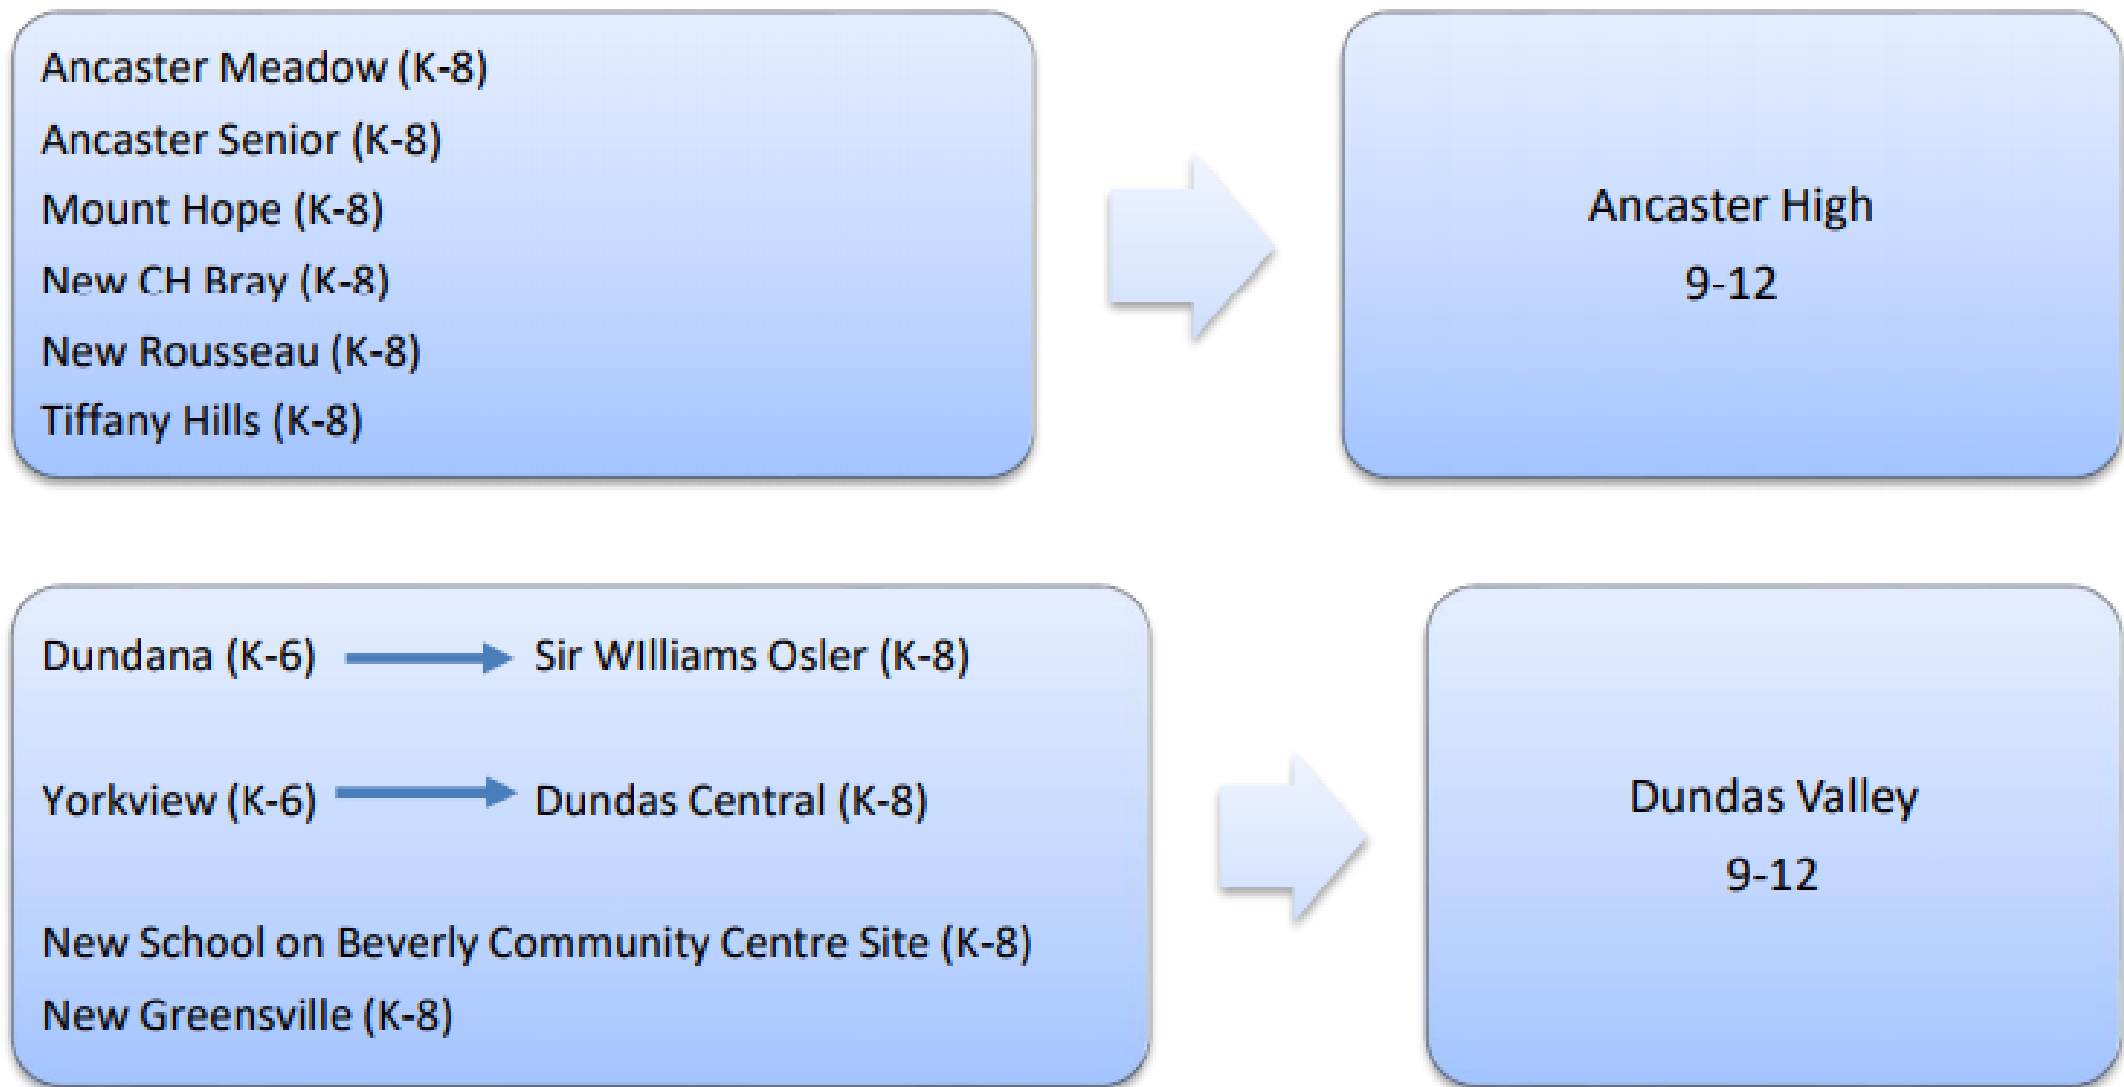 Ancaster Meadow (K-8)
Ancaster Senior (K-8)
Mount Hope (K-8)
New CH Bray (K-8)
New Rousseau (K-8)
Tiffany Hills (K-8)
Ancaster High
9-12
Dundana (K-6) Sir WIlliams Osler (K-8)
Yorkview (K-6) Dundas Central (K-8)
New School on Beverly Community Centre Site (K-8)
New Greensville (K-8)
Dundas Valley
9-12